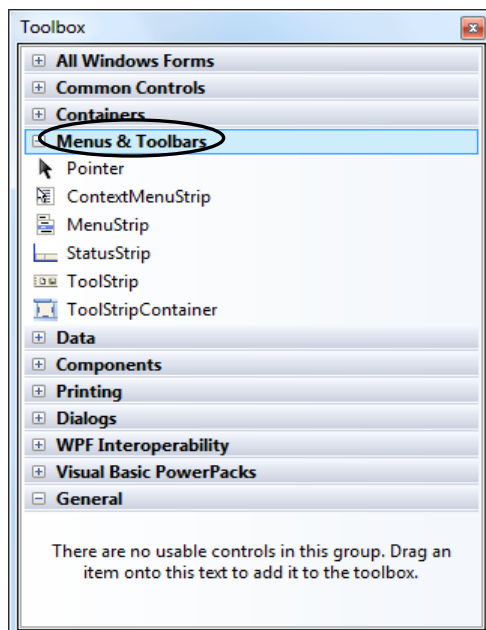 Toolbox
All Windows Forms
Common Controls
Containers
Menus & Toolbars
Pointer
ContextMenuStrip
MenuStrip
StatusStrip
ToolStrip
ToolStripContainer
Data
Components
Printing
Dialogs
WPF Interoperability
Visual Basic PowerPacks
General
There are no usable controls in this group. Drag an
item onto this text to add it to the toolbox.